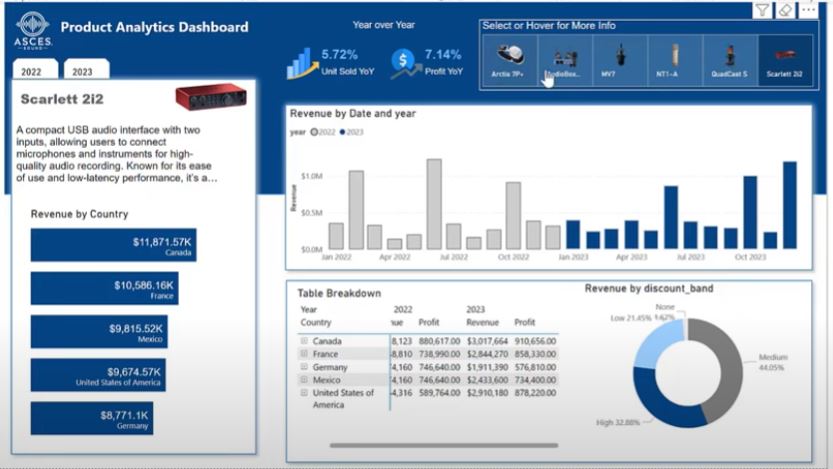 ASCES
SOUND
Product Analytics Dashboard
Year over Year
5.72%
Unit Sold YoY
7.14%
Profit YoY
Select or Hover for More Info
Arctis 7P+
MV7
NT1-A
QuadCast S
Scarlett 2i2
2022
2023
Scarlett 2i2
A compact USB audio interface with two
inputs, allowing users to connect
microphones and instruments for high-
quality audio recording. Known for its ease
of use and low-latency performance, it's a...
Revenue by Country
$11,871.57K
Canada
$10,586.16K
France
$9,815.52K
Mexico
$9,674.57K
United States of America
$8,771.1K
Germany
Revenue by Date and year
year 2022 2023
Revenue
$1.0M
$0.5M
$0.0M
Jan 2022 Apr 2022 Jul 2022 Oct 2022 Jan 2023 Apr 2023 Jul 2023 Oct 2023
Table Breakdown
Year 2022 2023
Country Profit Revenue Profit
Canada 8,123 880,617.00 $3,017,664 910,656.00
France 8,810 738,990.00 $2,844,270 858,330.00
Germany 4,160 746,640.00 $1,911,390 576,810.00
Mexico 4,160 746,640.00 $2,433,600 734,400.00
United States of 4,316 589,764.00 $2,910,180 878,220.00
America
Revenue by discount_band
None
1.62%
Low 21.45%
Medium
44.05%
High 32.88%